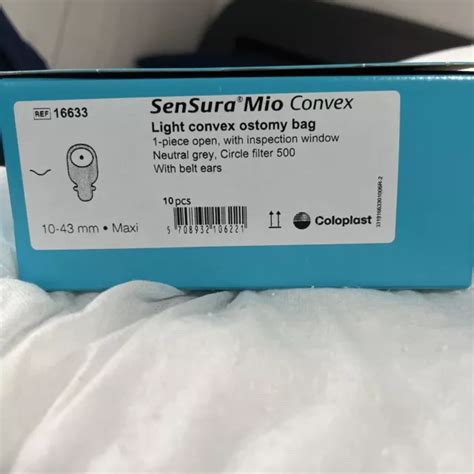 REF 16633
SenSura® Mio Convex
Light convex ostomy bag
1-piece open, with inspection window
Neutral grey, Circle filter 500
With belt ears
10 pcs
5 708932 106221
Coloplast
10-43 mm • Maxi